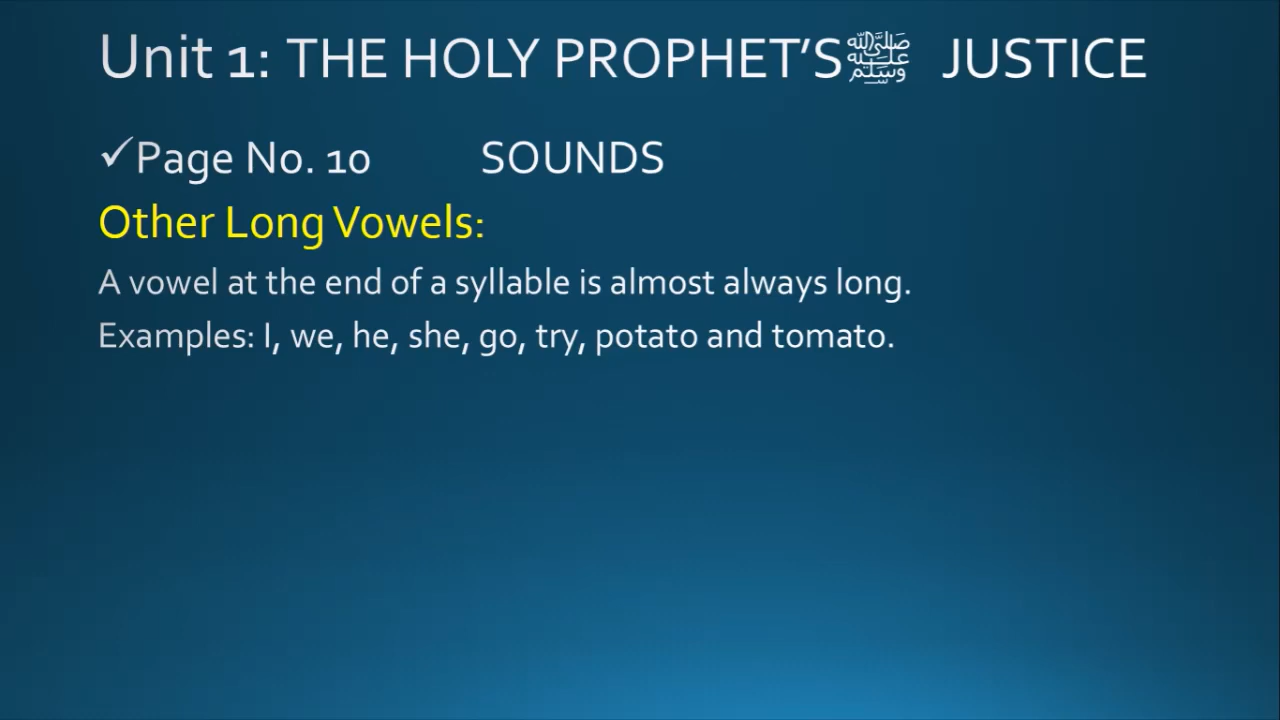 Unit 1: THE HOLY PROPHET’Sﷺ JUSTICE
✓Page No. 10 SOUNDS
Other Long Vowels:
A vowel at the end of a syllable is almost always long.
Examples: I, we, he, she, go, try, potato and tomato.